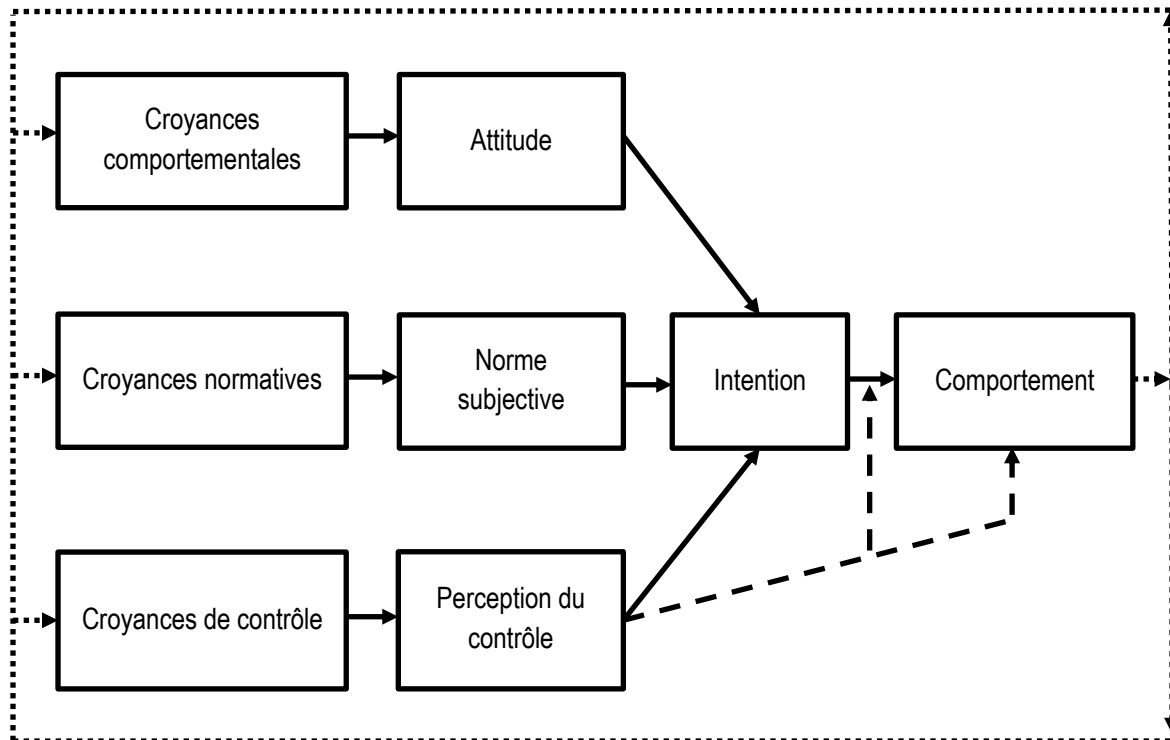 Croyances
comportementales
Attitude
Croyances normatives
Norme
subjective
Intention
Comportement
Croyances de contrôle
Perception du
contrôle